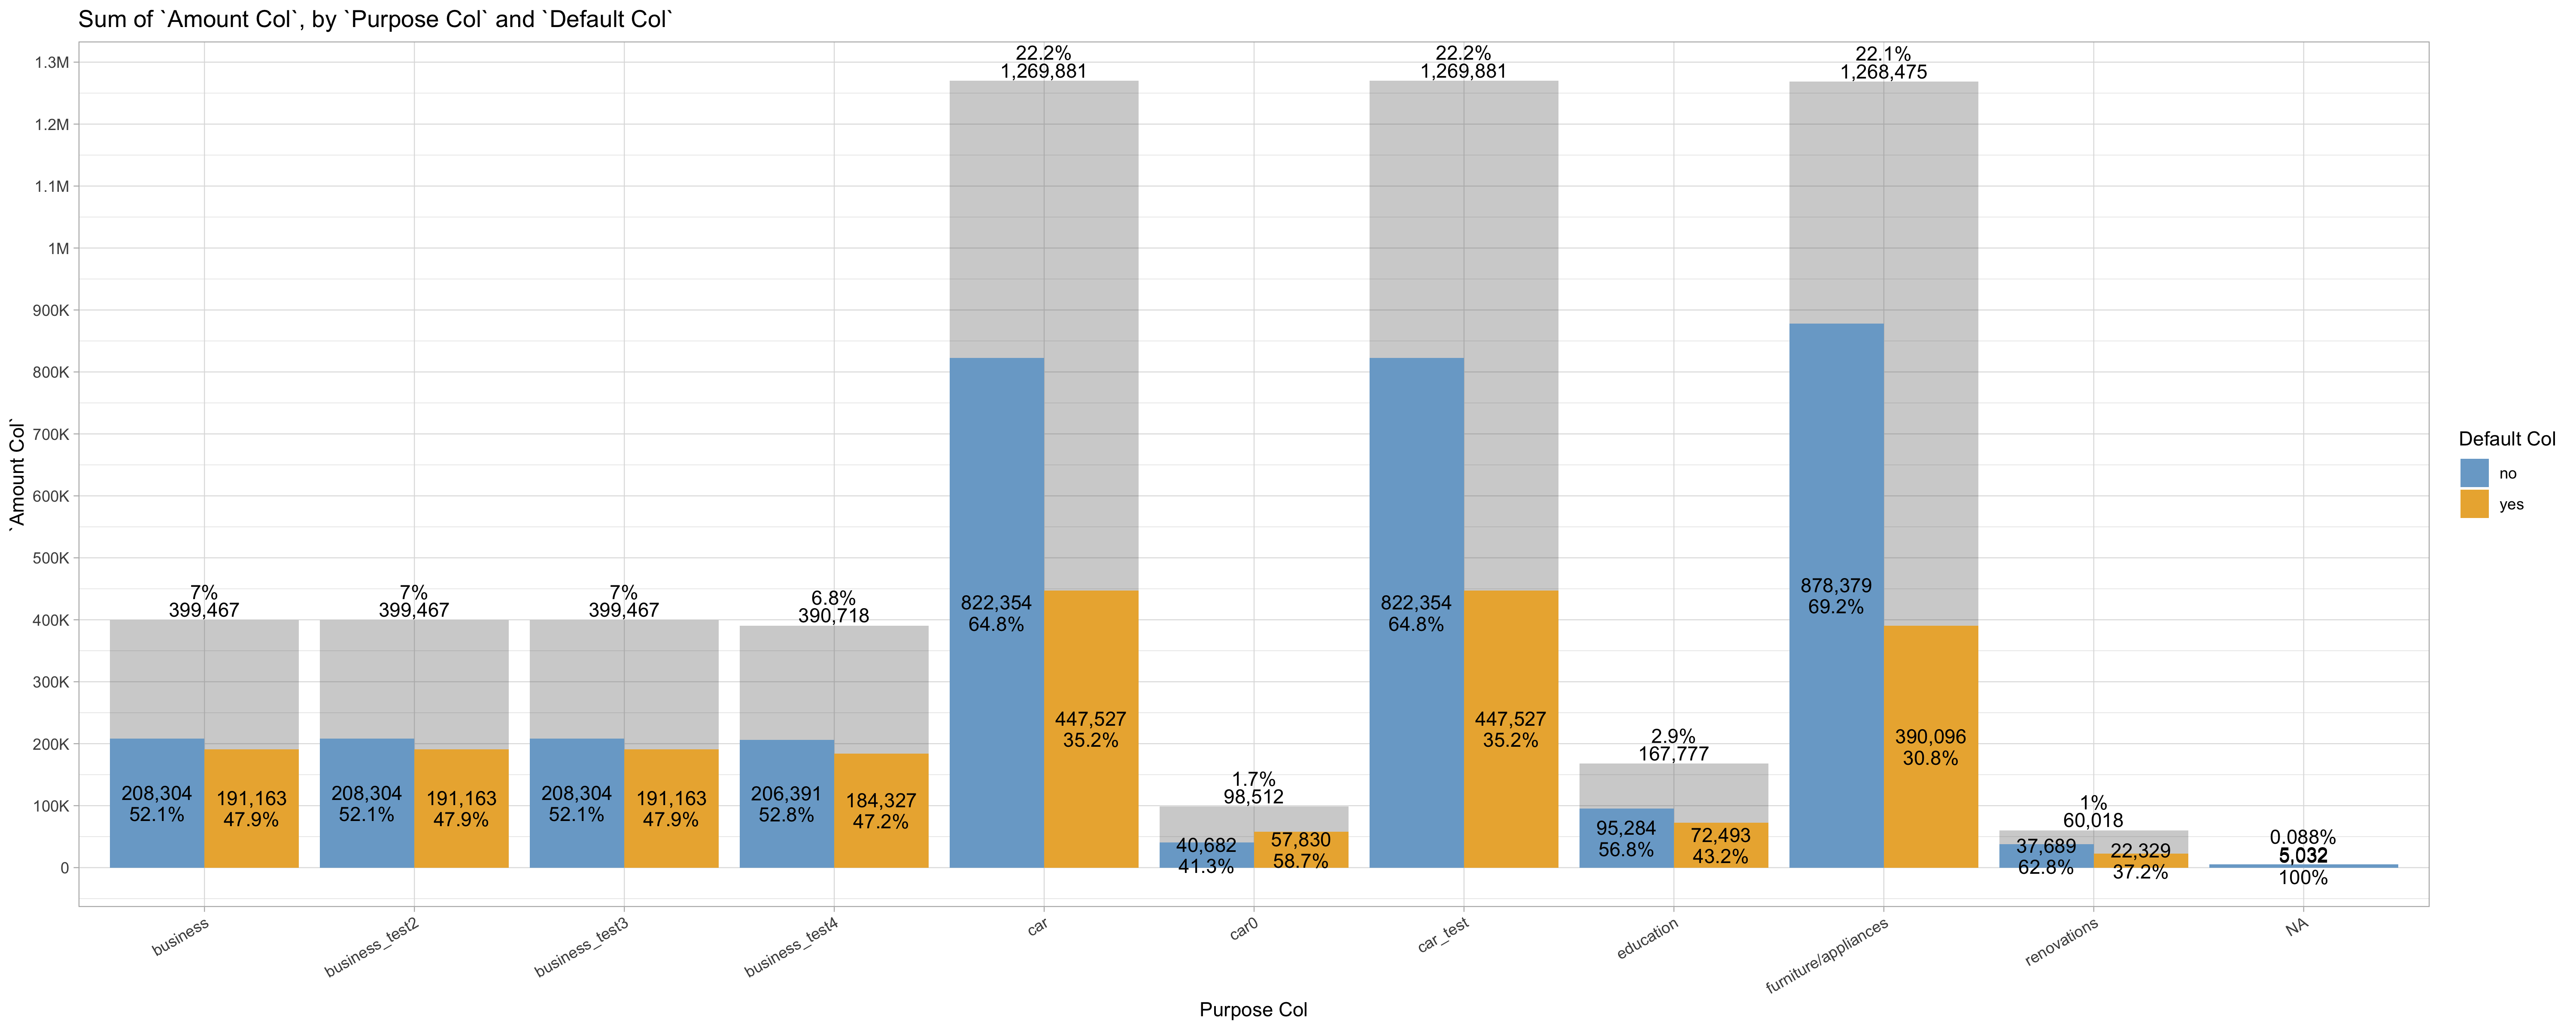 Sum of `Amount Col`, by `Purpose Col` and `Default Col`
`Amount Col`
1.3M
1.2M
1.1M
1M
900K
800K
700K
600K
500K
400K
300K
200K
100K
0
7%
399,467
208,304
52.1%
191,163
47.9%
7%
399,467
208,304
52.1%
191,163
47.9%
7%
399,467
208,304
52.1%
191,163
47.9%
6.8%
390,718
206,391
52.8%
184,327
47.2%
22.2%
1,269,881
822,354
64.8%
447,527
35.2%
1.7%
98,512
40,682
41.3%
57,830
58.7%
22.2%
1,269,881
822,354
64.8%
447,527
35.2%
2.9%
167,777
95,284
56.8%
72,493
43.2%
22.1%
1,268,475
878,379
69.2%
390,096
30.8%
1%
60,018
37,689
62.8%
22,329
37.2%
0.088%
5,032
100%
business
business_test2
business_test3
business_test4
car
car0
car_test
education
furniture/appliances
renovations
NA
Purpose Col
Default Col
no
yes